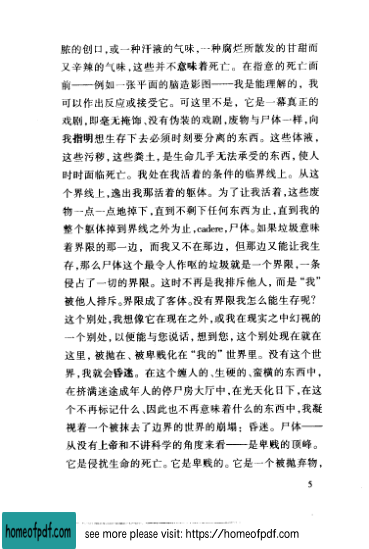 脓的创口,或一种汗液的气味,一种腐烂所散发的甘甜而
又辛辣的气味,这些并不意味着死亡。在指意的死亡面
前——例如一张平面的脑造影图——我是能理解的,我
可以作出反应或接受它。可这里不是,它是一幕真正的
戏剧,即毫无掩饰、没有伪装的戏剧,废物与尸体一样,向
我指明想生存下去必须时刻要分离的东西。这些体液,
这些污秽,这些粪土,是生命几乎无法承受的东西,使人
时时面临死亡。我处在我活着的条件的临界线上。从这
个界线上,逸出我那活着的躯体。为了让我活着,这些废
物一点一点地掉下,直到不剩下任何东西为止,直到我的
整个躯体掉到界线之外为止,cadere,尸体。如果垃圾意味
着界限的那一边,而我又不在那边,但那边又能让我生
存,那么尸体这个最令人作呕的垃圾就是一个界限,一条
侵占了一切的界限。这时不再是我排斥他人,而是“我”
被他人排斥。界限成了客体。没有界限我怎么能生存呢?
这个别处,我想像它在现在之外,或我在现实之中幻视的
一个别处,以便能与您说话,想到您,这个别处现在就在
这里,被抛在、被卑贱化在“我的”世界里。没有这个世
界,我就会昏迷。在这个缠人的、生硬的、蛮横的东西中,
在挤满迷途成年人的停尸房大厅中,在光天化日下,在这
个不再标记什么、因此也不再意味着什么的东西中,我凝
视着一个被抹去了边界的世界的崩塌:昏迷。尸体——
从没有上帝和不讲科学的角度来看——是卑贱的顶峰。
它是侵扰生命的死亡。它是卑贱的。它是一个被抛弃物,
5
homeofpdf.com
see more please visit: https://homeofpdf.com